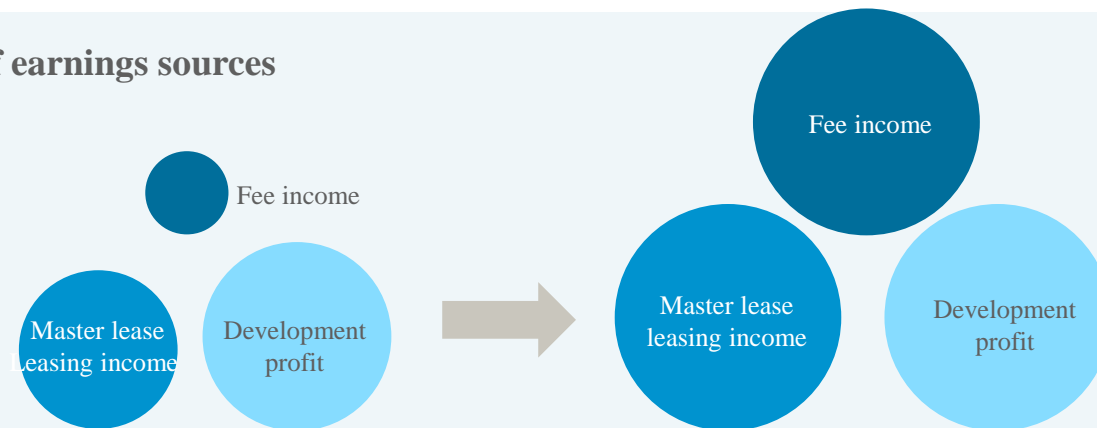 earnings sources
Fee income
Master lease
Leasing income
Development
profit
Fee income
Master lease
leasing income
Development
profit